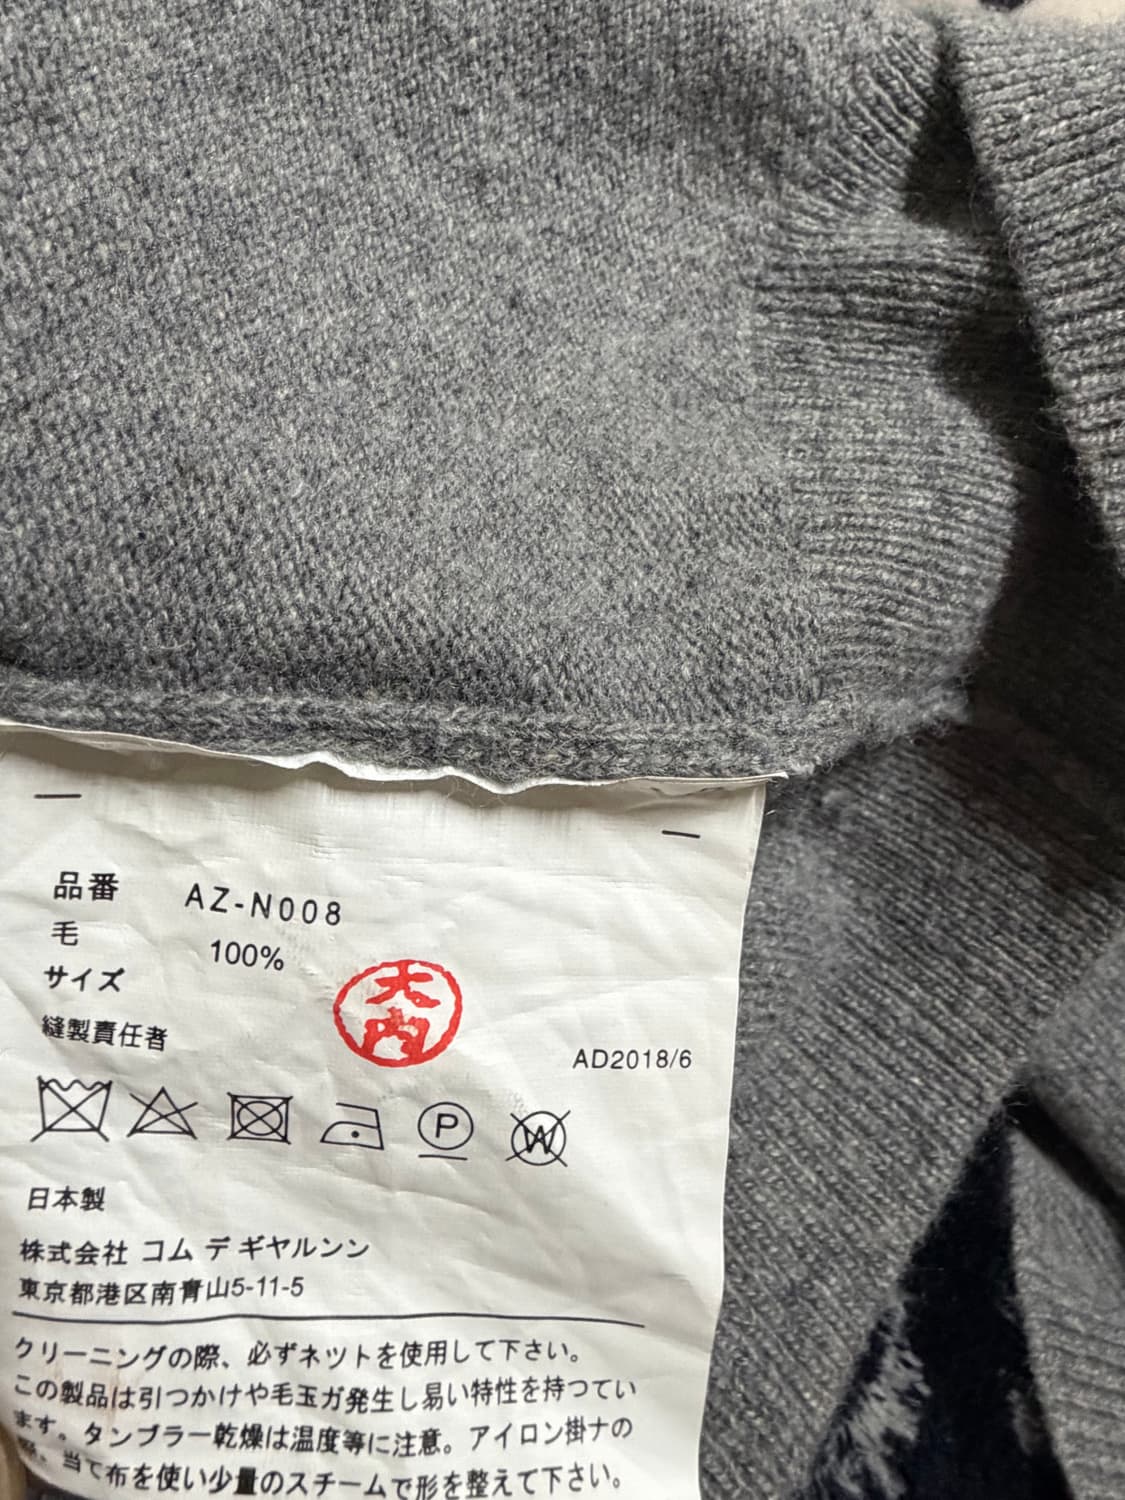 品番 AZ-N008
毛 100%
サイズ
縫製責任者 大内
AD2018/6
P W
日本製
株式会社 コム デ ギヤルンン
東京都港区南青山5-11-5
クリーニングの際、必ずネットを使用して下さい。
この製品は引つかけや毛玉ガ発生し易い特性を持つてい
ます。タンブラー乾燥は温度等に注意。アイロン掛ナの
際。当て布を使い少量のスチームで形を整えて下さい。